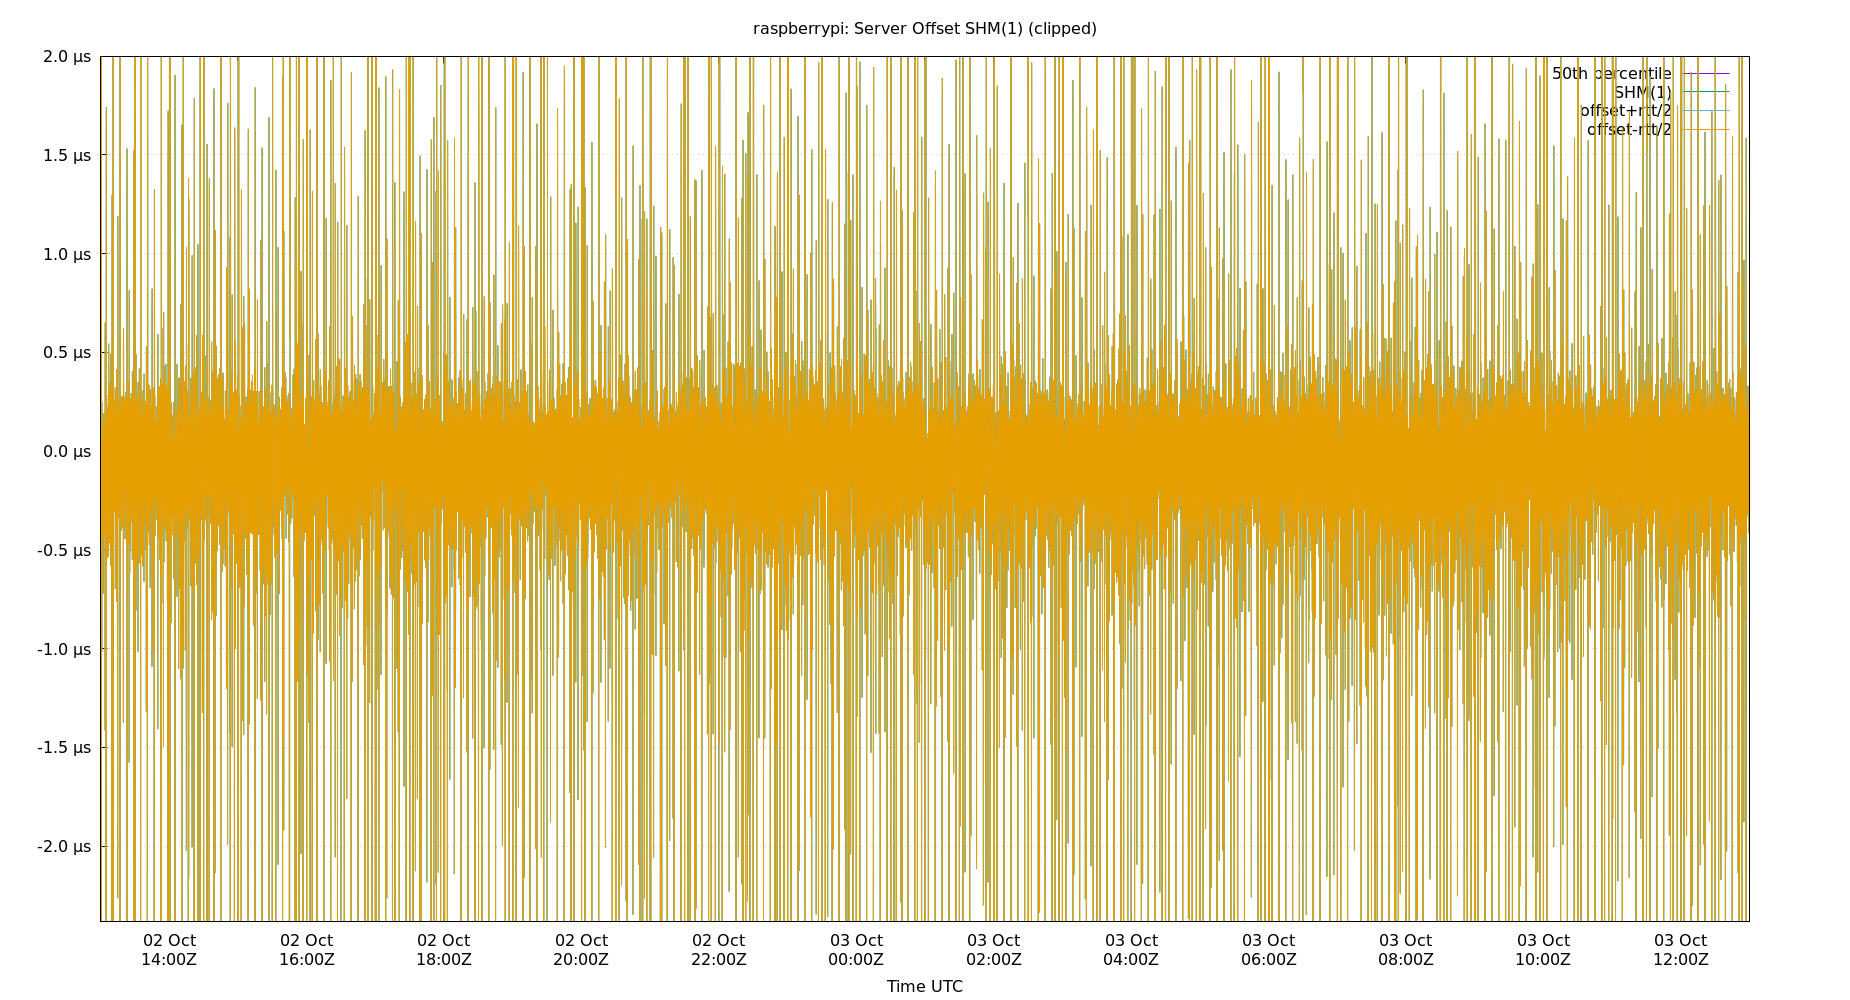 raspberrypi: Server Offset SHM(1) (clipped)
2.0 µs
1.5 µs
1.0 µs
0.5 µs
0.0 µs
-0.5 µs
-1.0 µs
-1.5 µs
-2.0 µs
50th percentile
SHM(1)
offset+rtt/2
offset-rtt/2
02 Oct 02 Oct 02 Oct 02 Oct 02 Oct 03 Oct 03 Oct 03 Oct 03 Oct 03 Oct 03 Oct 03 Oct
14:00Z 16:00Z 18:00Z 20:00Z 22:00Z 00:00Z 02:00Z 04:00Z 06:00Z 08:00Z 10:00Z 12:00Z
Time UTC